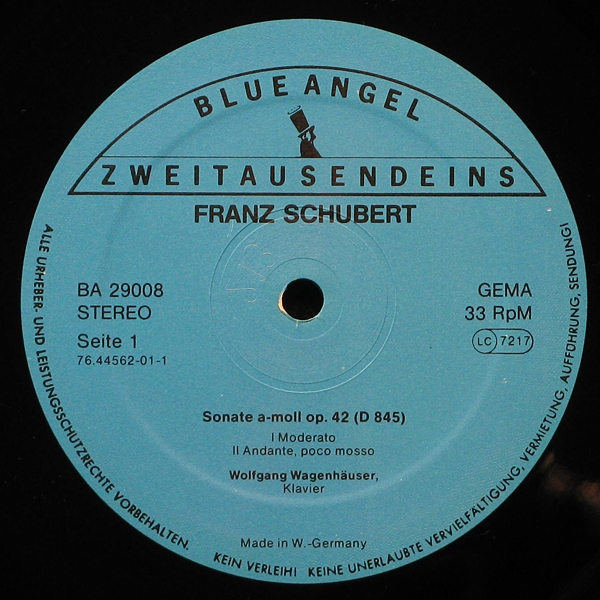 BLUE ANGEL
ZWEITAUSENDEINS
FRANZ SCHUBERT
BA 29008
STEREO
Seite 1
76.44562-01-1
GEMA
33 RpM
LC 7217
Sonate a-moll op. 42 (D 845)
I Moderato
II Andante, poco mosso
Wolfgang Wagenhäuser,
Klavier
Made in W.-Germany
ALLE URHEBER- UND LEISTUNGSSCHUTZRECHTE VORBEHALTEN. KEIN VERLEIH! KEINE UNERLAUBTE VERVIELFÄLTIGUNG, VERMIETUNG, AUFFÜHRUNG, SENDUNG!